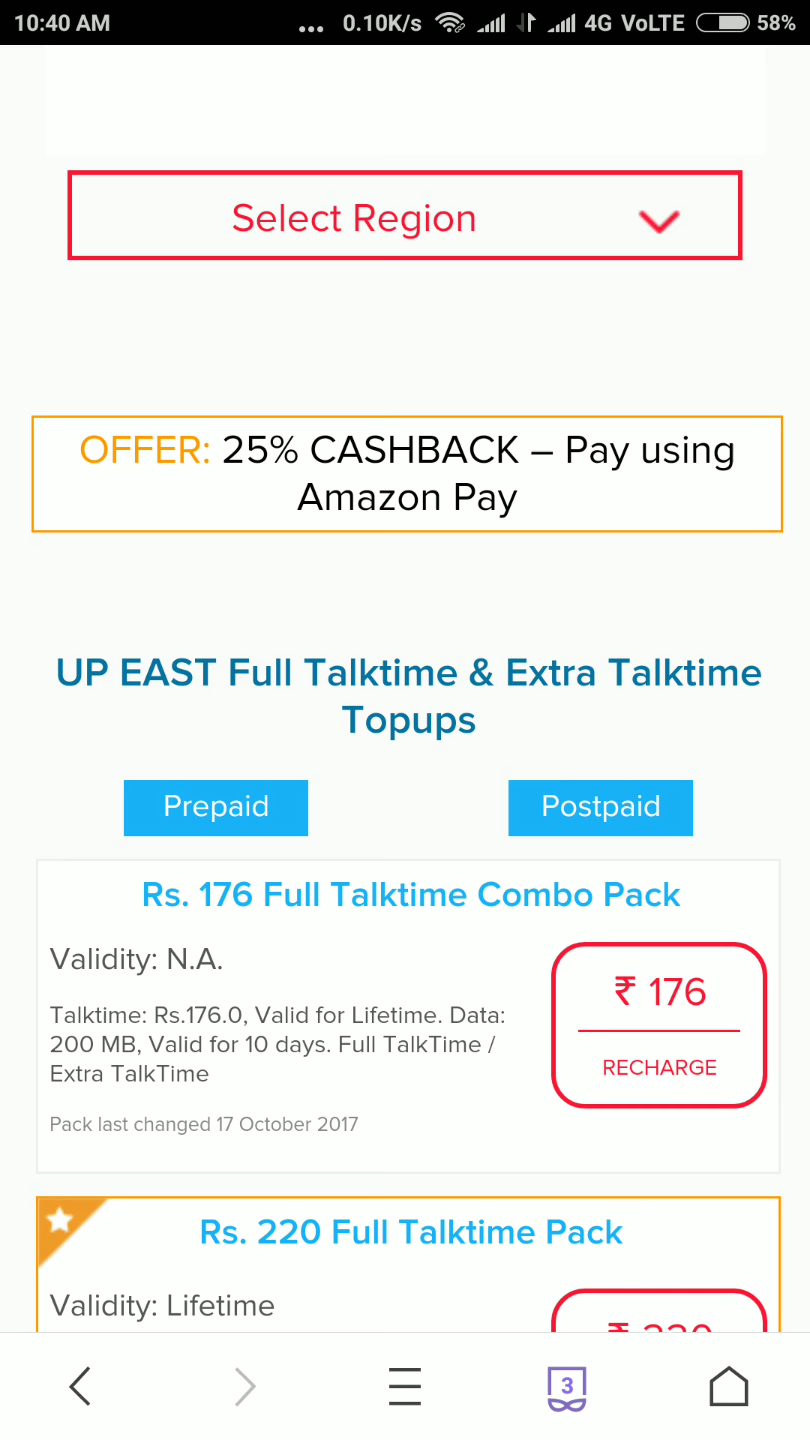 10:40 AM
... 0.10K/s 4G VoLTE 58%
Select Region
OFFER: 25% CASHBACK – Pay using
Amazon Pay
UP EAST Full Talktime & Extra Talktime
Topups
Prepaid
Postpaid
Rs. 176 Full Talktime Combo Pack
Validity: N.A.
Talktime: Rs.176.0, Valid for Lifetime. Data:
200 MB, Valid for 10 days. Full TalkTime /
Extra TalkTime
Pack last changed 17 October 2017
₹ 176
RECHARGE
Rs. 220 Full Talktime Pack
Validity: Lifetime
₹ 220
3